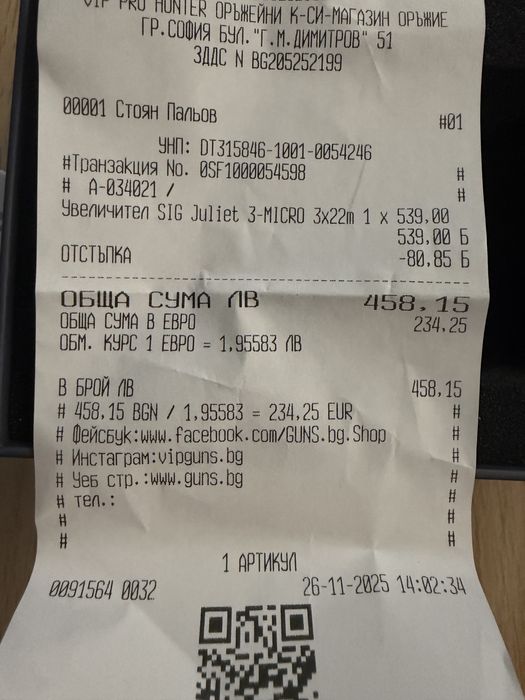 VIP PRO HUNTER ОРЪЖЕЙНИ К-СИ-МАГАЗИН ОРЪЖИЕ
ГР.СОФИЯ БУЛ."Г.М.ДИМИТРОВ" 51
ЗДДС N BG205252199
00001 Стоян Пальов #01
УНП: DT315846-1001-0054246
#Транзакция No. 0SF1000054598 #
# A-034021 / #
Увеличител SIG Juliet 3-MICRO 3x22m 1 x 539,00
539,00 Б
ОТСТЪПКА -80,85 Б
ОБЩА СУМА ЛВ 458,15
ОБЩА СУМА В ЕВРО 234,25
ОБМ. КУРС 1 ЕВРО = 1,95583 ЛВ
В БРОЙ ЛВ 458,15
# 458,15 BGN / 1,95583 = 234,25 EUR #
# Фейсбук:www.facebook.com/GUNS.bg.Shop #
# Инстаграм:vipguns.bg #
# Уеб стр.:www.guns.bg #
# тел.: #
# #
# #
1 АРТИКУЛ
0091564 0032 26-11-2025 14:02:34